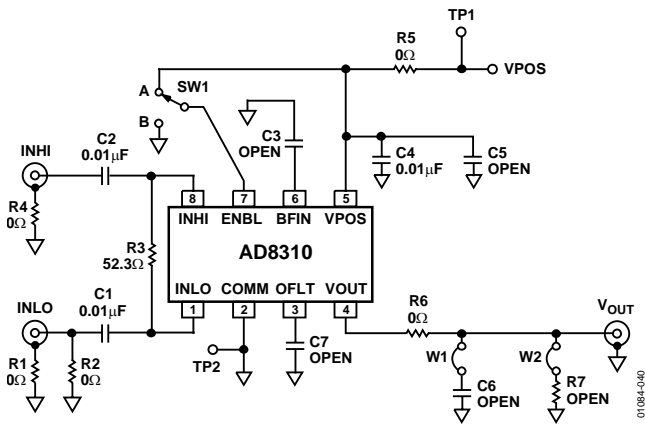 TP1
R5
0Ω
VPOS
A
SW1
B
C3
OPEN
C2
0.01μF
INHI
C4
0.01μF
C5
OPEN
R4
0Ω
8
7
6
5
INHI
ENBL
BFIN
VPOS
R3
52.3Ω
AD8310
INLO
COMM
OFLT
VOUT
1
2
3
4
C1
0.01μF
INLO
R6
0Ω
VOUT
R1
0Ω
R2
0Ω
TP2
C7
OPEN
W1
W2
C6
OPEN
R7
OPEN
01084-040